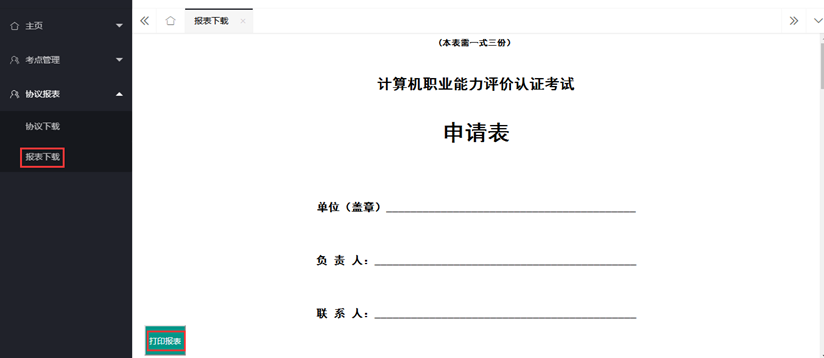 主页
考点管理
协议报表
协议下载
报表下载
报表下载
(本表需一式三份)
计算机职业能力评价认证考试
申请表
单位（盖章）
负 责 人：
联 系 人：
打印报表